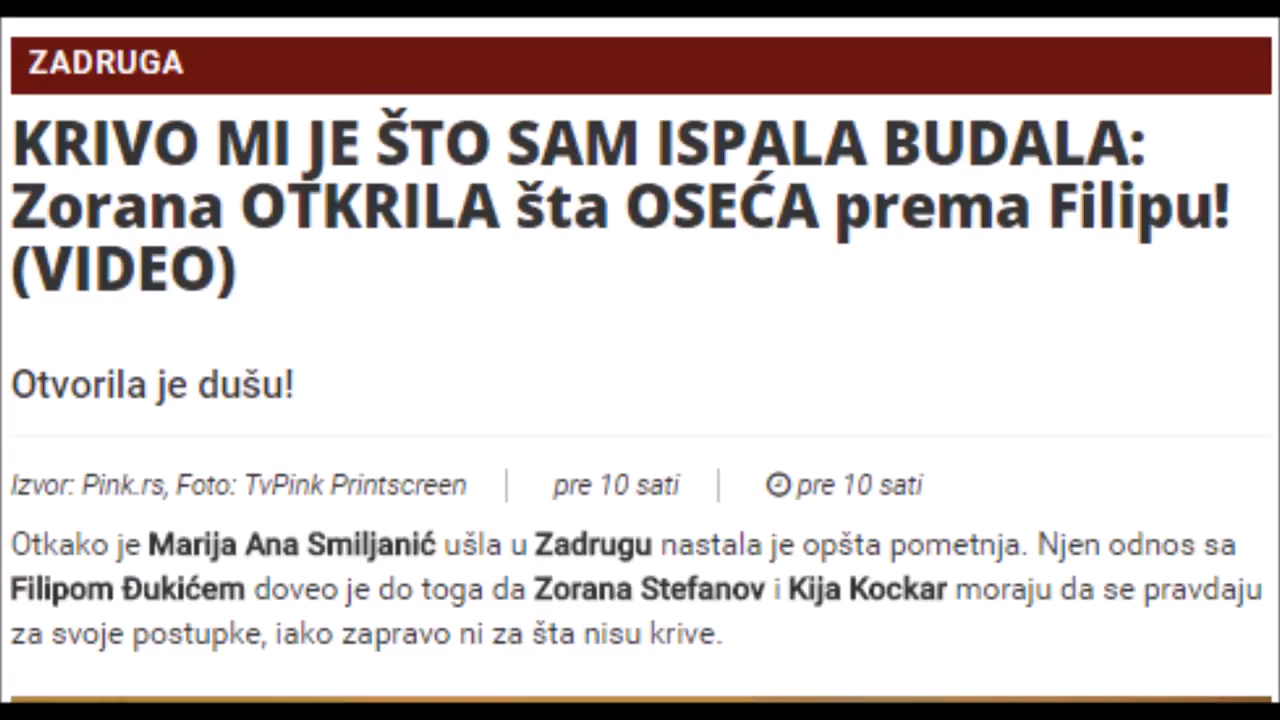 ZADRUGA
KRIVO MI JE ŠTO SAM ISPALA BUDALA:
Zorana OTKRILA šta OSEĆA prema Filipu!
(VIDEO)
Otvorila je dušu!
Izvor: Pink.rs, Foto: TvPink Printscreen | pre 10 sati | pre 10 sati
Otkako je Marija Ana Smiljanić ušla u Zadrugu nastala je opšta pometnja. Njen odnos sa
Filipom Đukićem doveo je do toga da Zorana Stefanov i Kija Kockar moraju da se pravdaju
za svoje postupke, iako zapravo ni za šta nisu krive.